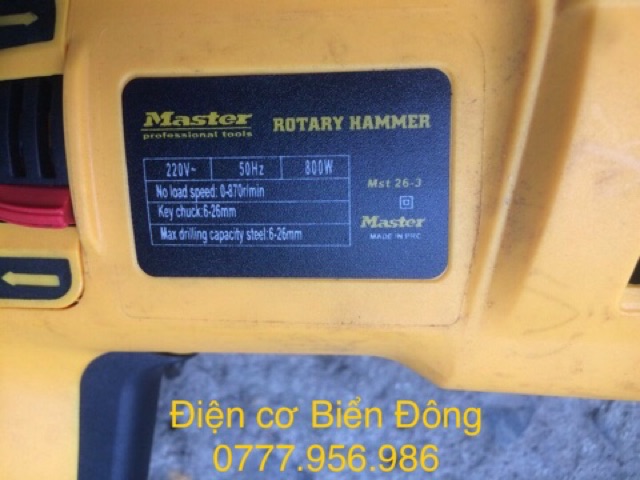 Master
professional tools
ROTARY HAMMER
220V~ 50Hz 800W
No load speed: 0-870r/min
Key chuck:6-26mm
Max drilling capacity steel:6-26mm
Mst 26-3
Master
MADE IN PRC
Điện cơ Biển Đông
0777.956.986